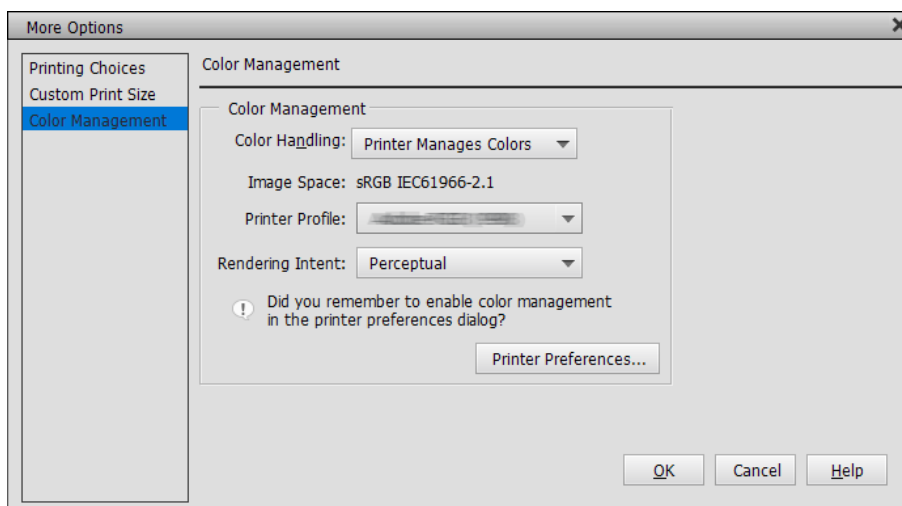 More Options
Printing Choices
Custom Print Size
Color Management
Color Management
Color Management
Color Handling: Printer Manages Colors
Image Space: sRGB IEC61966-2.1
Printer Profile:
Rendering Intent: Perceptual
Did you remember to enable color management
in the printer preferences dialog?
Printer Preferences...
OK Cancel Help